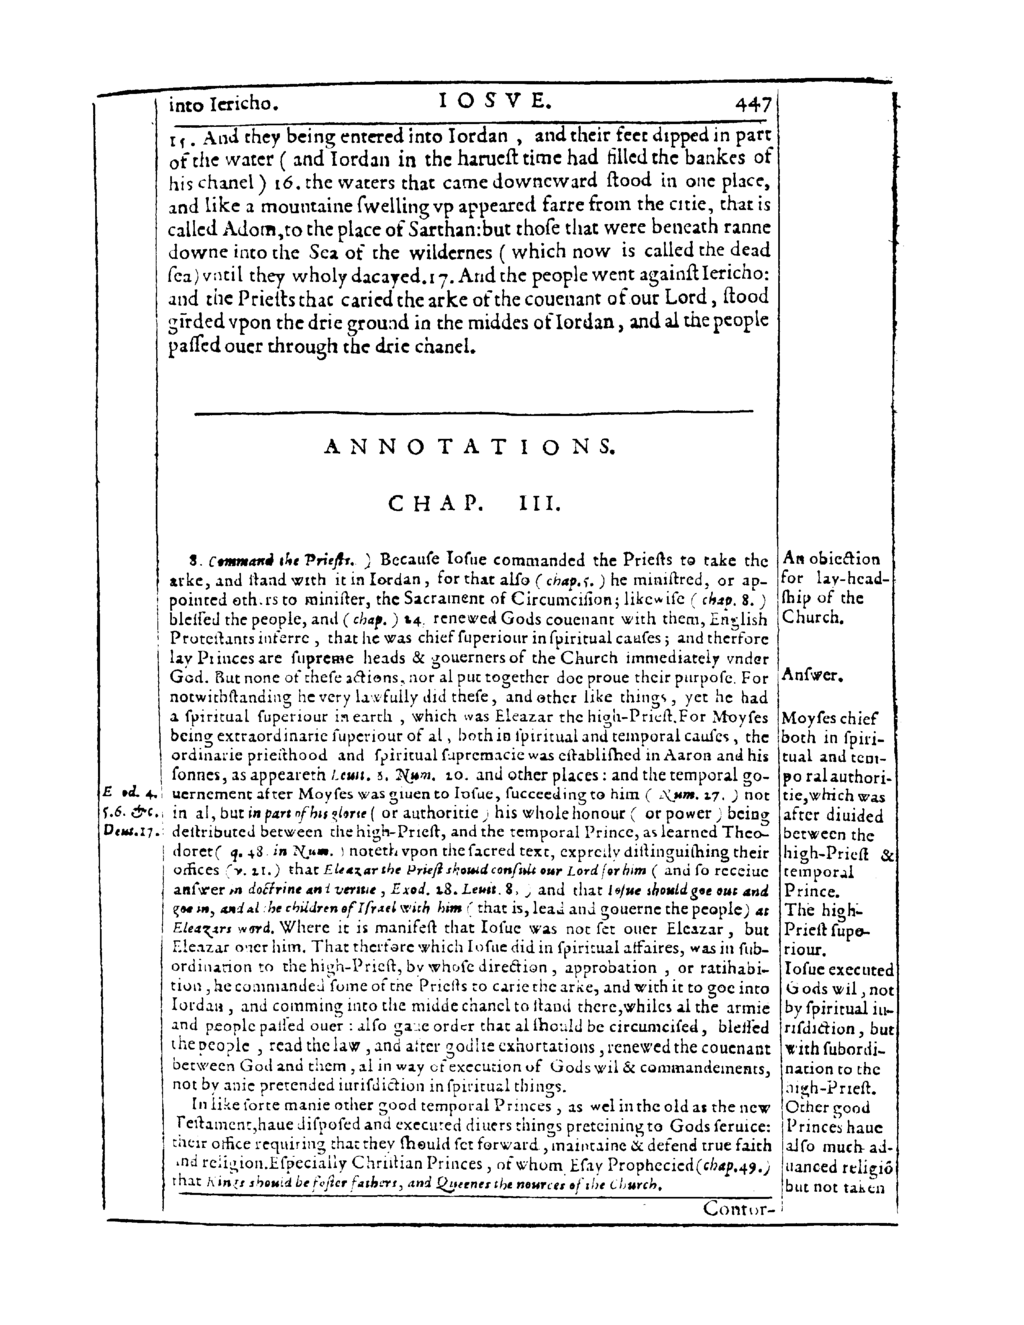 into Iericho. IOSVE. 447
15. And they being entered into Iordan , and their feet dipped in part
of the water ( and Iordan in the harueſt time had filled the bankes of
his chanel ) 16. the waters that came downeward ſtood in one place,
and like a mountaine ſwelling vp appeared farre from the citie, that is
called Adom,to the place of Sarthan:but thoſe that were beneath ranne
downe into the Sea of the wildernes ( which now is called the dead
ſea) vntil they wholy dacayed.17. And the people went againſt Iericho:
and the Prieſts that caried the arke of the couenant of our Lord , ſtood
girded vpon the drie ground in the middes of Iordan , and al the people
paſſed ouer through the drie chanel.
ANNOTATIONS.
CHAP. III.
8. Command the Prieſts. ) Becauſe Ioſue commanded the Prieſts to take the
arke, and ſtand with it in Iordan , for that alſo ( chap.5. ) he miniſtred, or ap-
pointed others to miniſter, the Sacrament of Circumciſion; likewiſe ( chap. 8. )
bleſſed the people, and ( chap. ) 24. renewed Gods couenant with them, Engliſh
Proteſtants inferre , that he was chief ſuperiour in ſpiritual cauſes ; and therfore
lay Princes are ſupreme heads & gouerners of the Church immediately vnder
God. But none of theſe actions, nor al put together doe proue their purpoſe. For
notwithſtanding he very lawfully did theſe, and other like things, yet he had
a ſpiritual ſuperiour in earth , which was Eleazar the high-Prieſt.For Moyſes
being extraordinarie ſuperiour of al , both in ſpiritual and temporal cauſes, the
ordinarie prieſthood and ſpiritual ſupremacie was eſtabliſhed in Aaron and his
ſonnes, as appeareth Leuit. 8. Num. 20. and other places : and the temporal go-
uernement after Moyſes was giuen to Ioſue, ſucceeding to him ( Num. 27. ) not
in al, but in part of his glorie ( or authoritie ) his whole honour ( or power ) being
deſtributed between the high-Prieſt, and the temporal Prince, as learned Theo-
doret ( q. 48. in Num. ) noteth vpon the ſacred text, expreſly diſtinguiſhing their
offices ( v. 21. ) that Eleazar the Prieſt should conſult our Lord for him ( and ſo receiue
anſwer in doctrine and vertue , Exod. 28. Leuit. 8. ) and that Ioſue should goe out and
goe in, and al the children of Iſrael with him ( that is, lead and gouerne the people) at
Eleazars word. Where it is manifeſt that Ioſue was not ſet ouer Eleazar , but
Eleazar ouer him. That therfore which Ioſue did in ſpiritual affaires, was in ſub-
ordination to the high-Prieſt, by whoſe direction , approbation , or ratihabi-
tion , he commanded ſome of the Prieſts to carie the arke, and with it to goe into
Iordan , and comming into the midde chanel to ſtand there,whiles al the armie
and people paſſed ouer : alſo gaue order that al ſhould be circumciſed, bleſſed
the people , read the law , and after godlie exhortations , renewed the couenant
between God and them , al in way of execution of Gods wil & commandements,
not by anie pretended iuriſdiction in ſpiritual things.
In like ſorte manie other good temporal Princes , as wel in the old as the new
Teſtament,haue diſpoſed and executed diuers things preteining to Gods ſeruice:
their office requiring that they ſhould ſet forward , maintaine & defend true faith
and religion.Eſpecially Chriſtian Princes , of whom Eſay Prophecied (chap.49.)
that Kings should be foſter fathers, and Queenes the nources of the Church.
Contor-
E od. 4.
5.6. &c.
Deut.17.
An obiection
for lay-head-
ſhip of the
Church.
Anſwer.
Moyſes chief
both in ſpiri-
tual and tem-
po ral authori-
tie,which was
after diuided
between the
high-Prieſt &
temporal
Prince.
The high-
Prieſt ſupe-
riour.
Ioſue executed
Gods wil , not
by ſpiritual iu-
riſdiction , but
with ſubordi-
nation to the
high-Prieſt.
Other good
Princes haue
alſo much ad-
uanced religiõ
but not taken